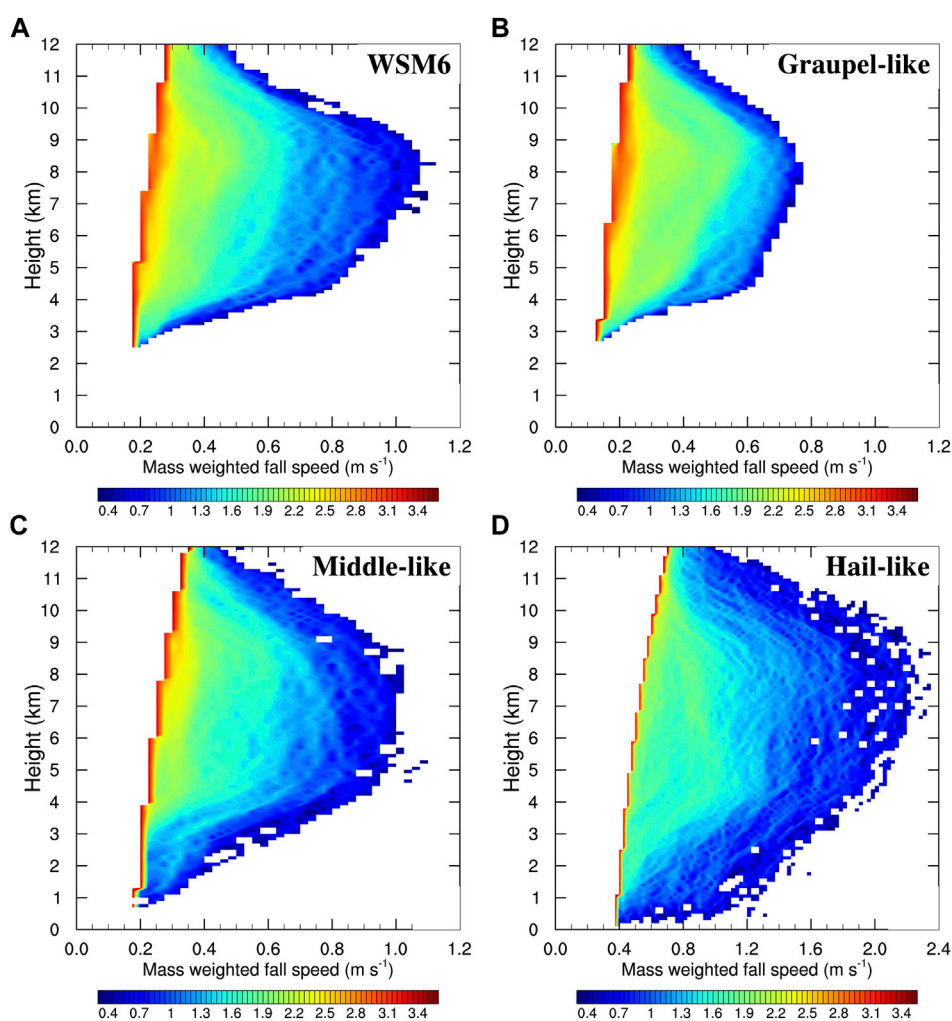 A
WSM6
12
11
10
9
8
7
6
5
4
3
2
1
0
Height (km)
0.0 0.2 0.4 0.6 0.8 1.0 1.2
Mass weighted fall speed (m s⁻¹)
0.4 0.7 1 1.3 1.6 1.9 2.2 2.5 2.8 3.1 3.4
B
Graupel-like
12
11
10
9
8
7
6
5
4
3
2
1
0
Height (km)
0.0 0.2 0.4 0.6 0.8 1.0 1.2
Mass weighted fall speed (m s⁻¹)
0.4 0.7 1 1.3 1.6 1.9 2.2 2.5 2.8 3.1 3.4
C
Middle-like
12
11
10
9
8
7
6
5
4
3
2
1
0
Height (km)
0.0 0.2 0.4 0.6 0.8 1.0 1.2
Mass weighted fall speed (m s⁻¹)
0.4 0.7 1 1.3 1.6 1.9 2.2 2.5 2.8 3.1 3.4
D
Hail-like
12
11
10
9
8
7
6
5
4
3
2
1
0
Height (km)
0.0 0.4 0.8 1.2 1.6 2.0 2.4
Mass weighted fall speed (m s⁻¹)
0.4 0.7 1 1.3 1.6 1.9 2.2 2.5 2.8 3.1 3.4